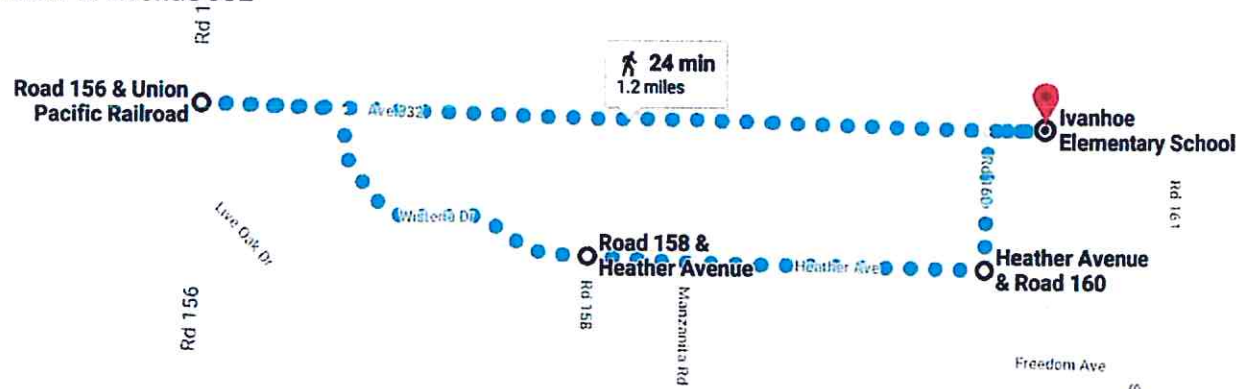 Rd 1
Road 156 & Union
Pacific Railroad
24 min
1.2 miles
Ave 332
Ivanhoe
Elementary School
Rd 160
Rd 161
Live Oak Dr
Wisteria Dr
Road 158 &
Heather Avenue
Heather Ave
Heather Avenue
& Road 160
Rd 156
Rd 158
Manzanita Rd
Freedom Ave